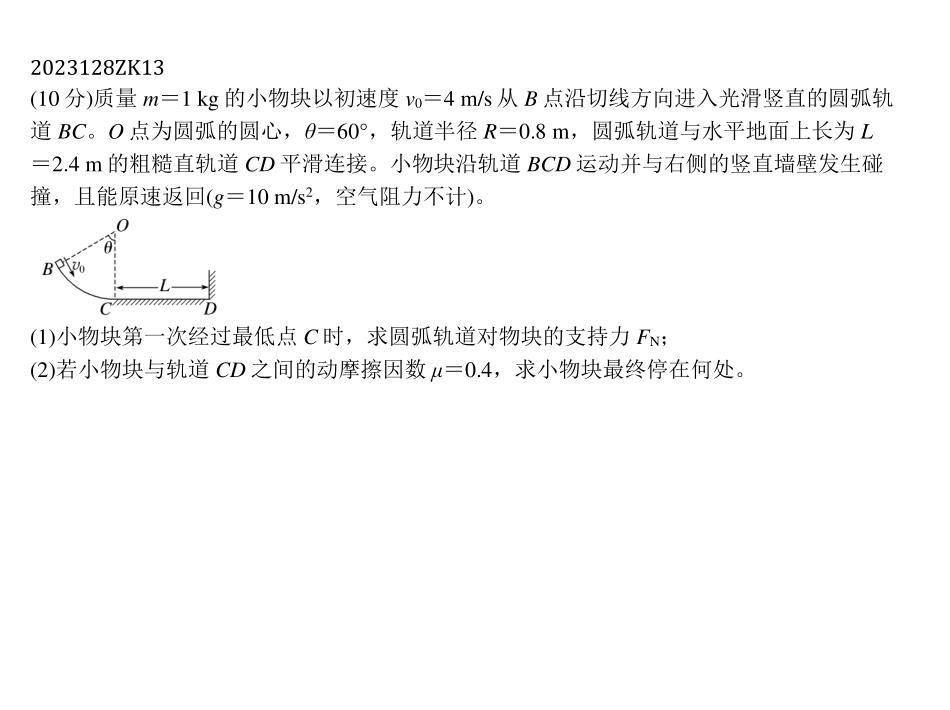 2023128ZK13
(10 分)质量 m＝1 kg 的小物块以初速度 v₀＝4 m/s 从 B 点沿切线方向进入光滑竖直的圆弧轨
道 BC。O 点为圆弧的圆心，θ＝60°，轨道半径 R＝0.8 m，圆弧轨道与水平地面上长为 L
＝2.4 m 的粗糙直轨道 CD 平滑连接。小物块沿轨道 BCD 运动并与右侧的竖直墙壁发生碰
撞，且能原速返回(g＝10 m/s²，空气阻力不计)。
O
θ
B v₀
L
C D
(1)小物块第一次经过最低点 C 时，求圆弧轨道对物块的支持力 Fɴ；
(2)若小物块与轨道 CD 之间的动摩擦因数 μ＝0.4，求小物块最终停在何处。